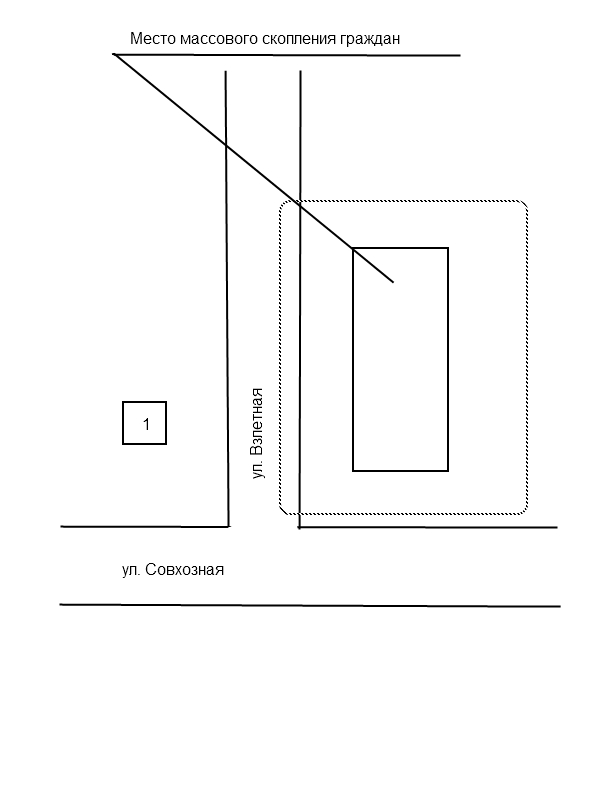 Место массового скопления граждан
ул. Взлетная
1
ул. Совхозная